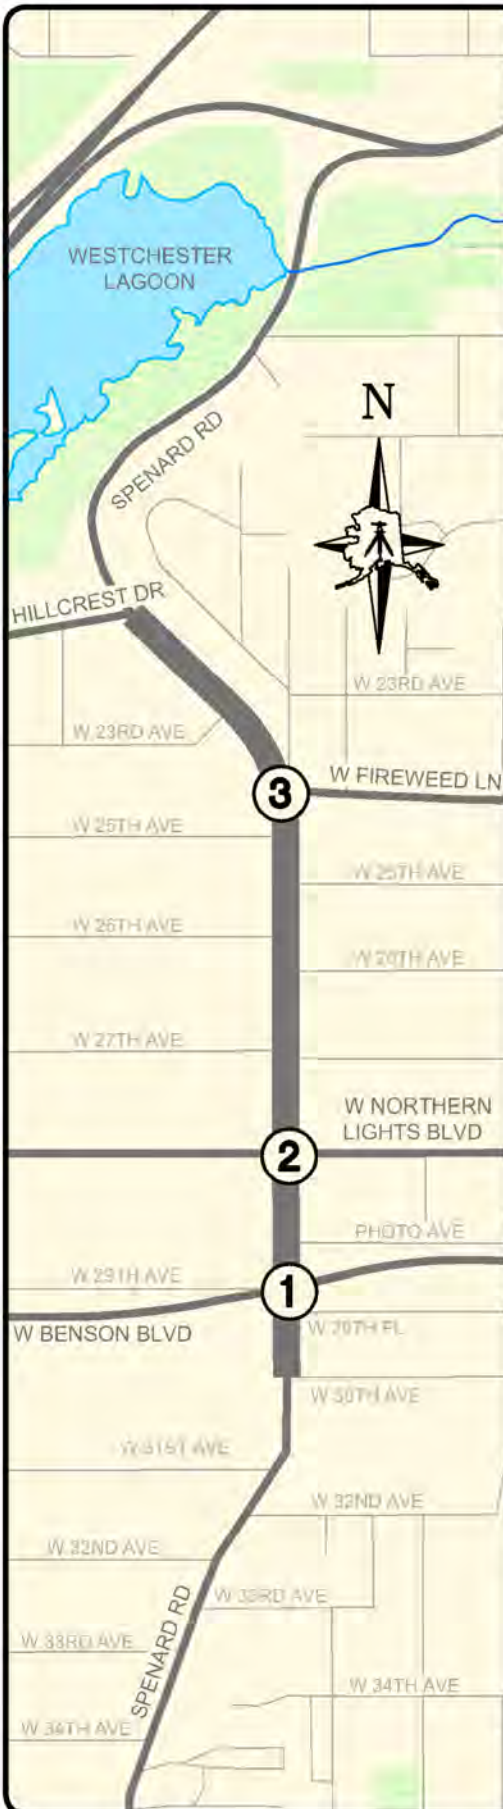 WESTCHESTER
LAGOON
N
SPENARD RD
HILLCREST DR
W 23RD AVE
W 23RD AVE
3
W FIREWEED LN
W 25TH AVE
W 25TH AVE
W 26TH AVE
W 26TH AVE
W 27TH AVE
W NORTHERN
LIGHTS BLVD
2
PHOTO AVE
W 29TH AVE
1
W BENSON BLVD
W 29TH PL
W 30TH AVE
W 31ST AVE
W 32ND AVE
W 32ND AVE
W 33RD AVE
SPENARD RD
W 33RD AVE
W 34TH AVE
W 34TH AVE